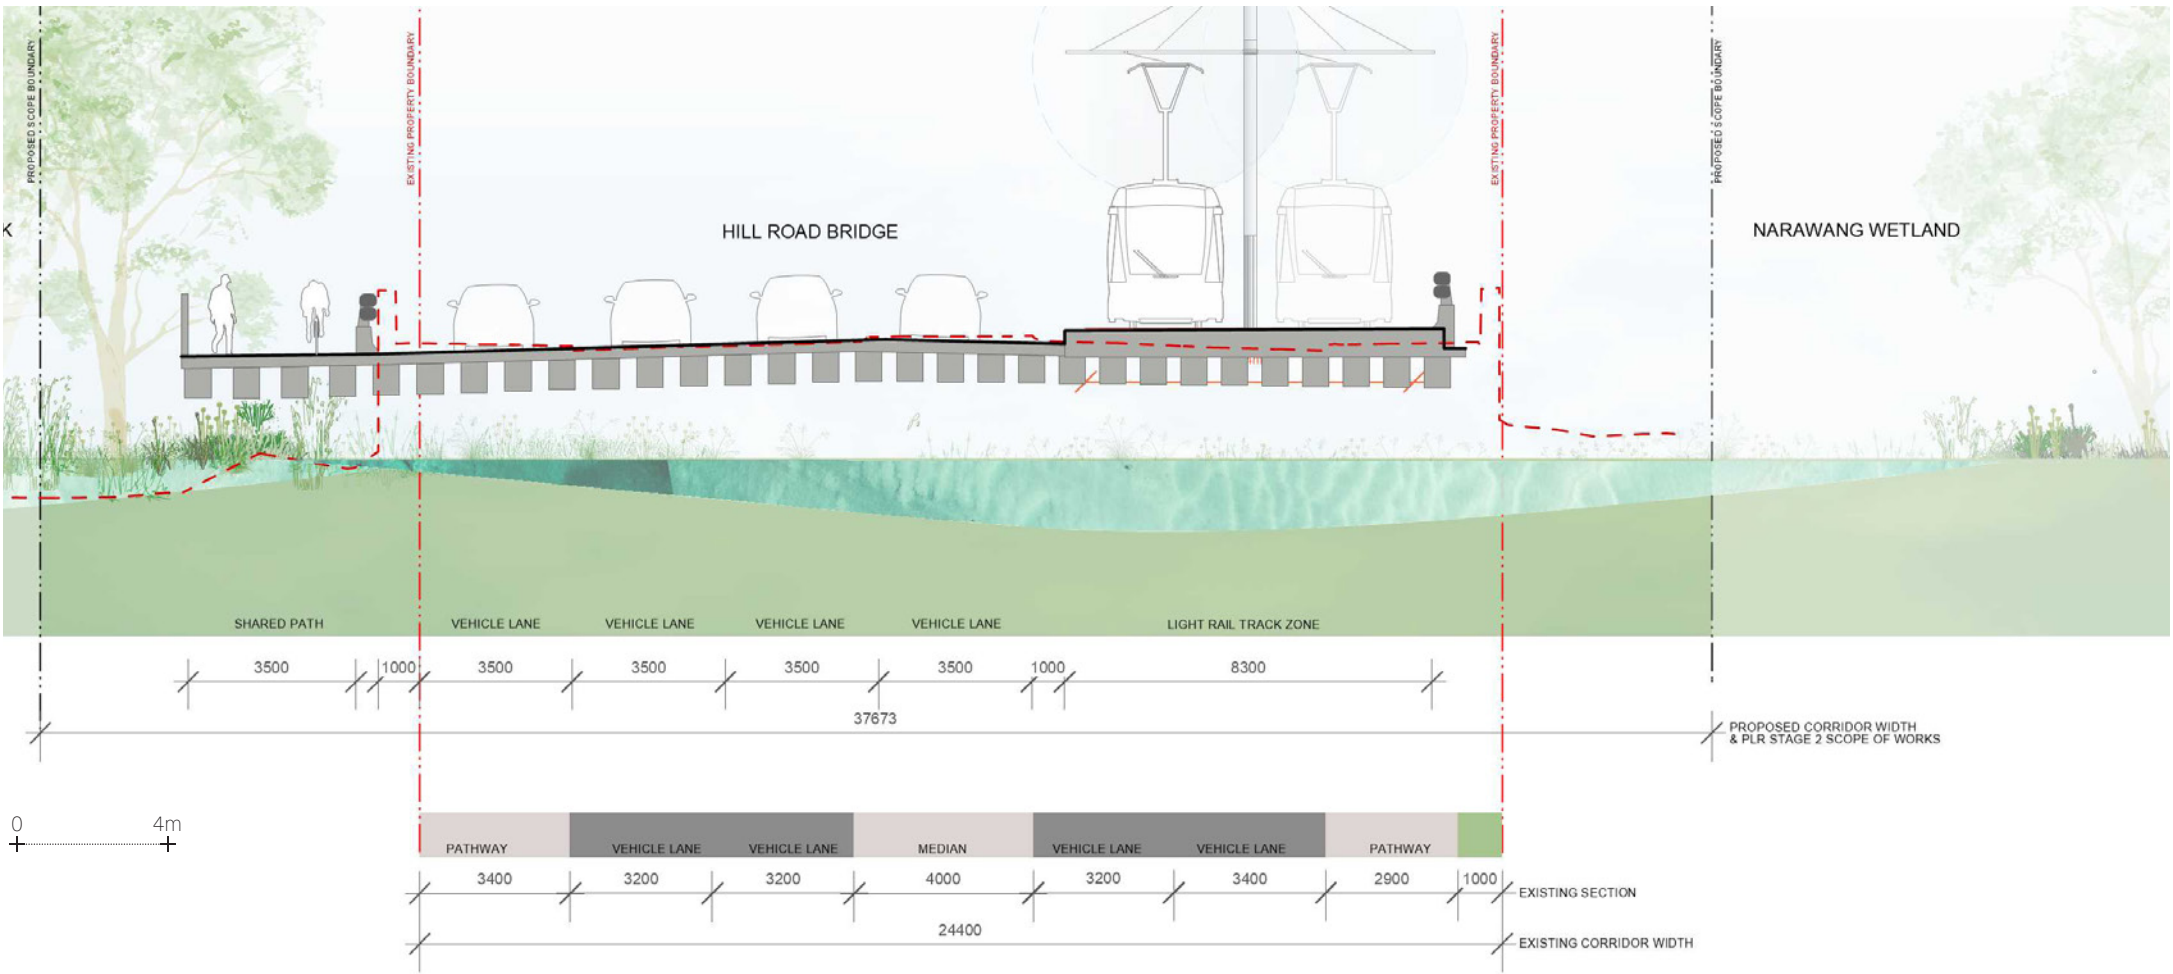 PROPOSED SCOPE BOUNDARY
EXISTING PROPERTY BOUNDARY
EXISTING PROPERTY BOUNDARY
PROPOSED SCOPE BOUNDARY
K
HILL ROAD BRIDGE
NARAWANG WETLAND
SHARED PATH
VEHICLE LANE
VEHICLE LANE
VEHICLE LANE
VEHICLE LANE
LIGHT RAIL TRACK ZONE
3500
1000
3500
3500
3500
3500
1000
8300
37673
PROPOSED CORRIDOR WIDTH
& PLR STAGE 2 SCOPE OF WORKS
0
4m
PATHWAY
VEHICLE LANE
VEHICLE LANE
MEDIAN
VEHICLE LANE
VEHICLE LANE
PATHWAY
3400
3200
3200
4000
3200
3400
2900
1000
EXISTING SECTION
24400
EXISTING CORRIDOR WIDTH